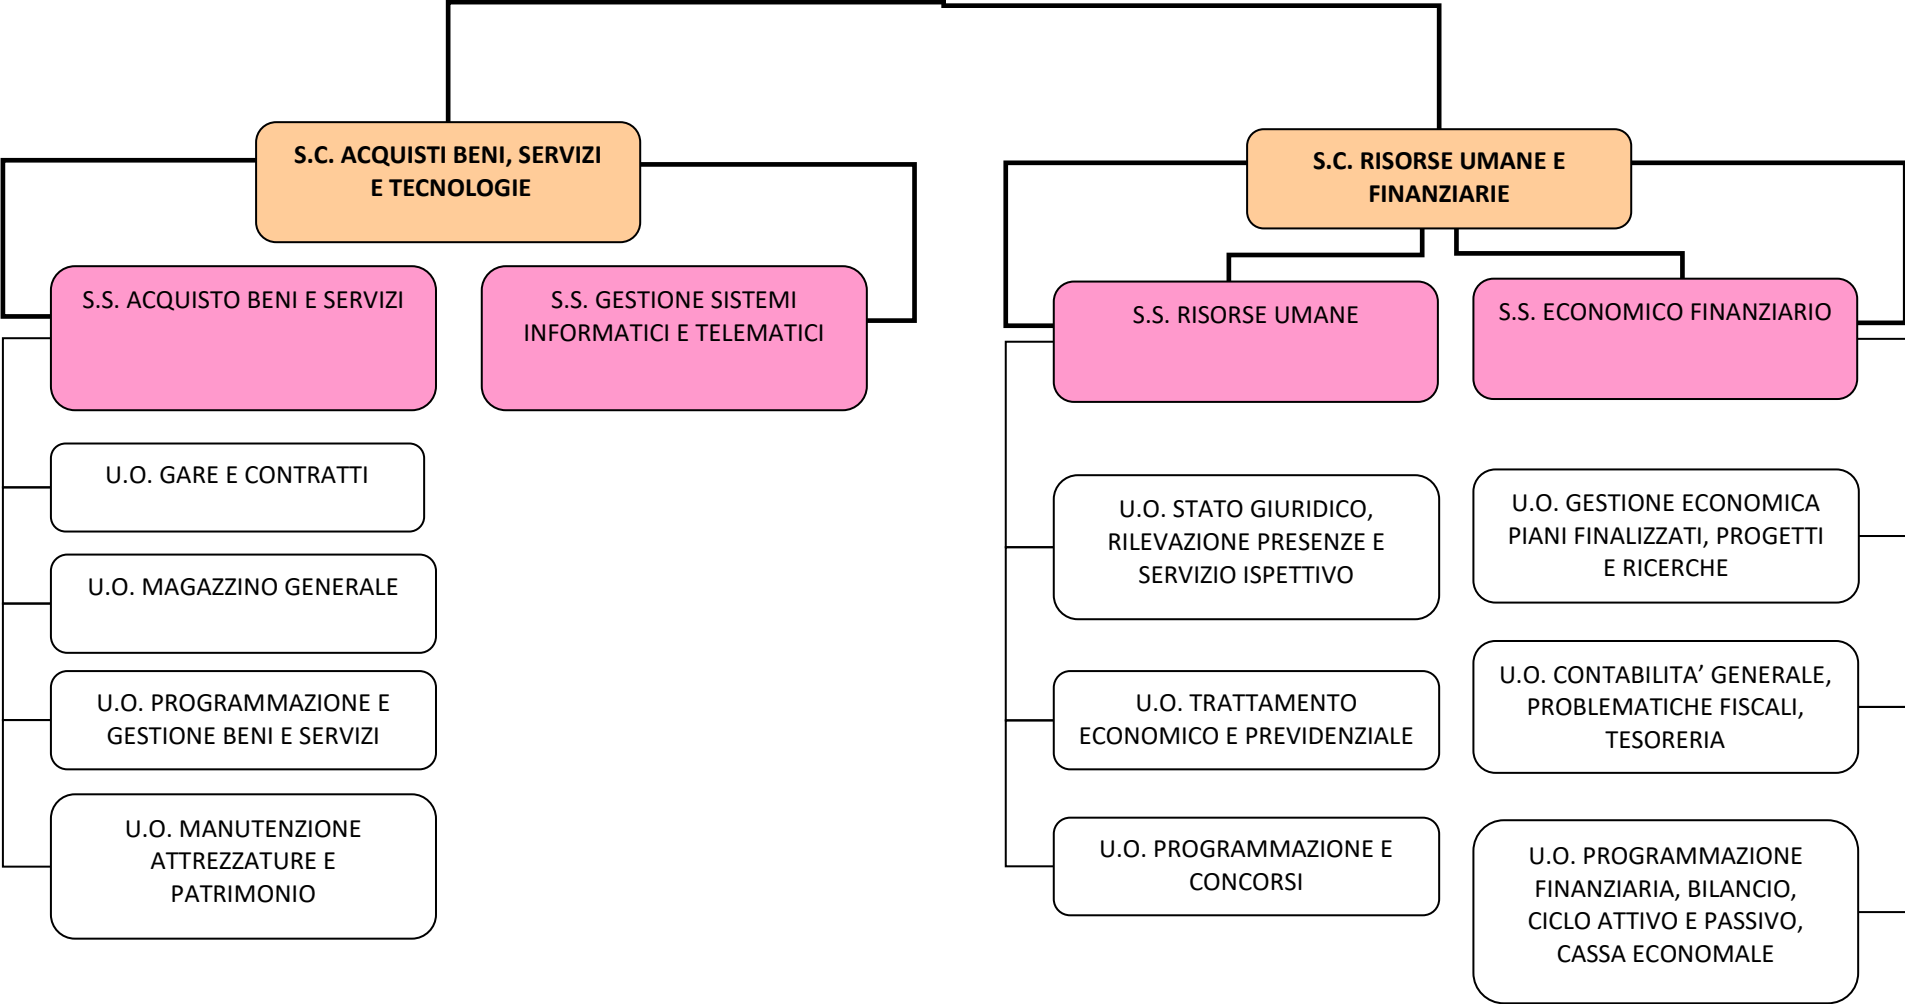 S.C. ACQUISTI BENI, SERVIZI
E TECNOLOGIE
S.C. RISORSE UMANE E
FINANZIARIE
S.S. ACQUISTO BENI E SERVIZI
S.S. GESTIONE SISTEMI
INFORMATICI E TELEMATICI
S.S. RISORSE UMANE
S.S. ECONOMICO FINANZIARIO
U.O. GARE E CONTRATTI
U.O. MAGAZZINO GENERALE
U.O. PROGRAMMAZIONE E
GESTIONE BENI E SERVIZI
U.O. MANUTENZIONE
ATTREZZATURE E
PATRIMONIO
U.O. STATO GIURIDICO,
RILEVAZIONE PRESENZE E
SERVIZIO ISPETTIVO
U.O. TRATTAMENTO
ECONOMICO E PREVIDENZIALE
U.O. PROGRAMMAZIONE E
CONCORSI
U.O. GESTIONE ECONOMICA
PIANI FINALIZZATI, PROGETTI
E RICERCHE
U.O. CONTABILITA’ GENERALE,
PROBLEMATICHE FISCALI,
TESORERIA
U.O. PROGRAMMAZIONE
FINANZIARIA, BILANCIO,
CICLO ATTIVO E PASSIVO,
CASSA ECONOMALE